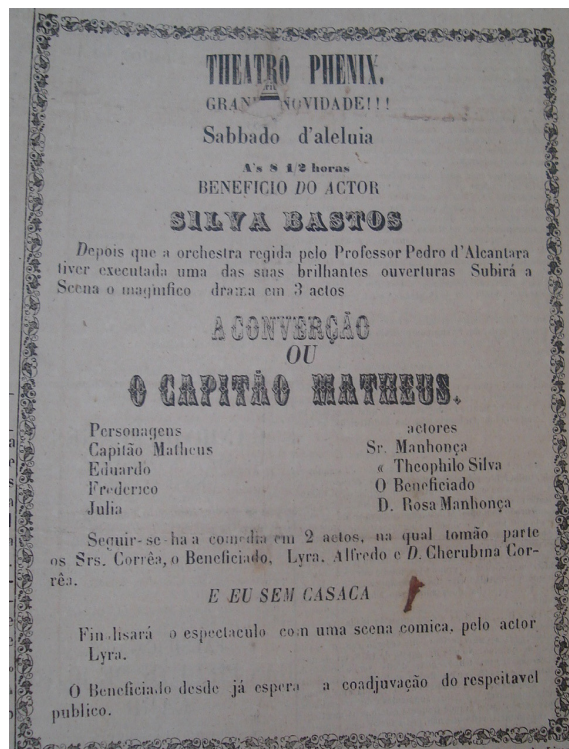 THEATRO PHENIX.
GRANDE NOVIDADE!!!
Sabbado d'aleluia
A's 8 1/2 horas
BENEFICIO DO ACTOR
SILVA BASTOS
Depois que a orchestra regida pelo Professor Pedro d'Alcantara
tiver executada uma das suas brilhantes ouverturas Subirá a
Scena o magnifico drama em 3 actos
A CONVERÇÃO
OU
O CAPITÃO MATHEUS.
Personagens actores
Capitão Matheus Sr. Manhonça
Eduardo « Theophilo Silva
Frederico O Beneficiado
Julia D. Rosa Manhonça
Seguir-se-ha a comedia em 2 actos, na qual tomão parte
os Srs. Corrêa, o Beneficiado, Lyra. Alfredo e D. Cherubina Cor-
rêa.
E EU SEM CASACA
Finalisará o espectaculo com uma scena comica, pelo actor
Lyra.
O Beneficiado desde já espera a coadjuvação do respeitavel
publico.